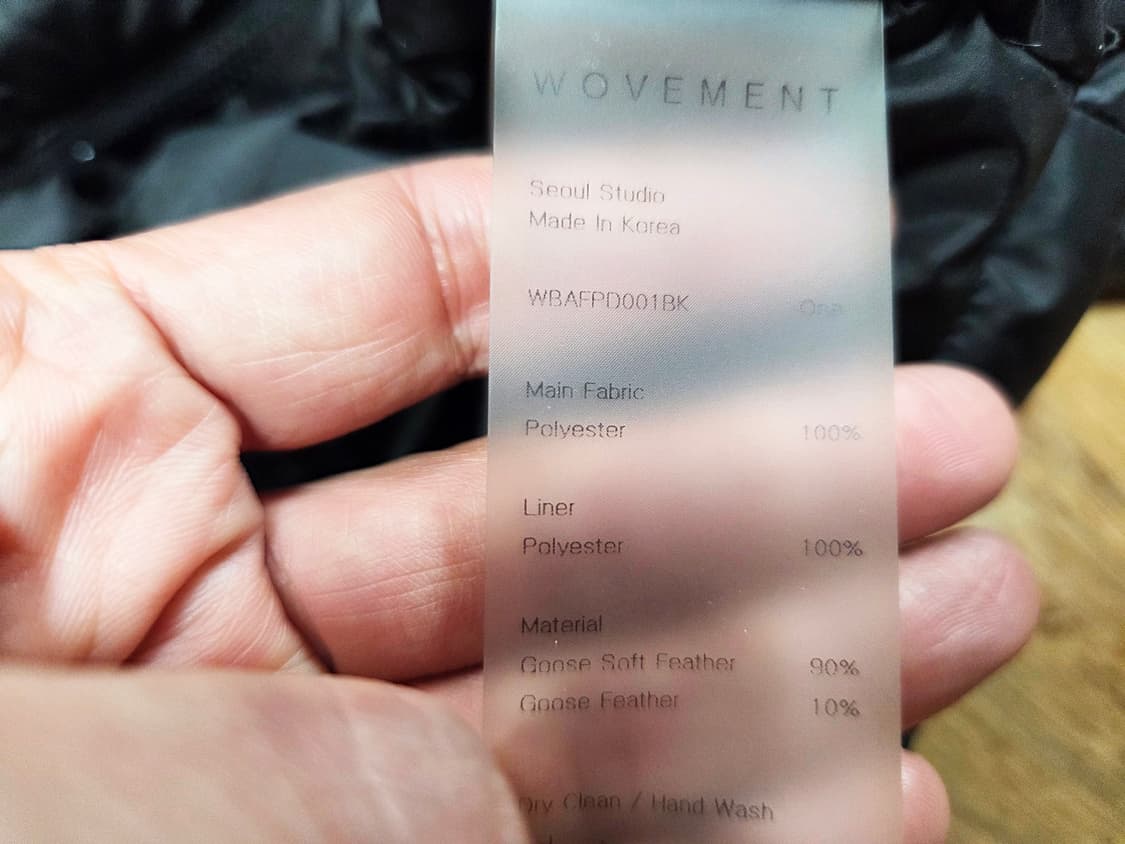 WOVEMENT
Seoul Studio
Made In Korea
WBAFPD001BK One
Main Fabric
Polyester 100%
Liner
Polyester 100%
Material
Goose Soft Feather 90%
Goose Feather 10%
Dry Clean / Hand Wash